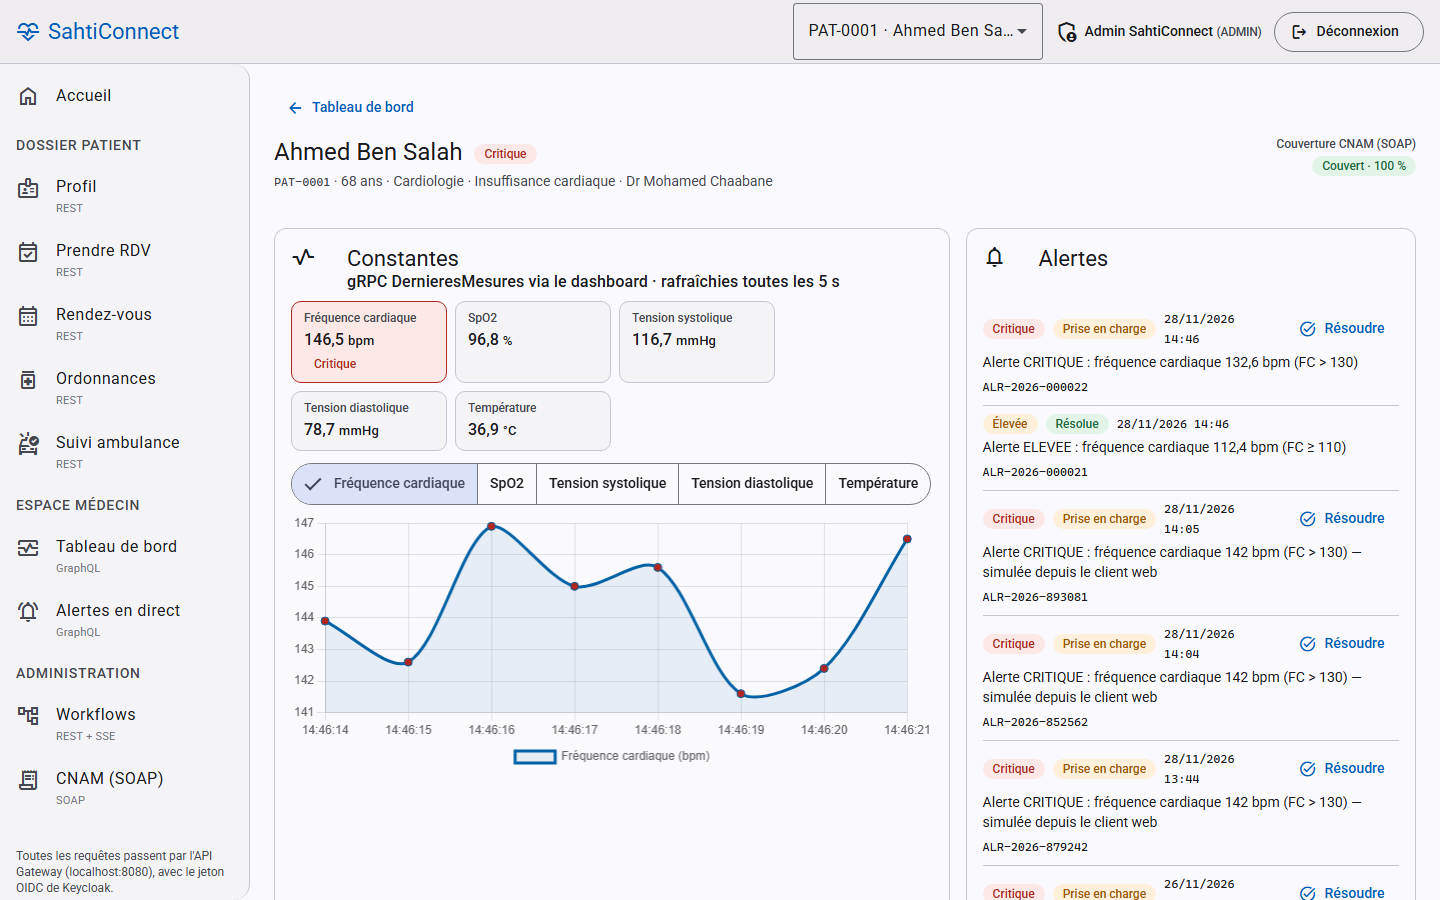 SahtiConnect
PAT-0001 · Ahmed Ben Sa...
Admin SahtiConnect (ADMIN)
Déconnexion
Accueil
DOSSIER PATIENT
Profil
REST
Prendre RDV
REST
Rendez-vous
REST
Ordonnances
REST
Suivi ambulance
REST
ESPACE MÉDECIN
Tableau de bord
GraphQL
Alertes en direct
GraphQL
ADMINISTRATION
Workflows
REST + SSE
CNAM (SOAP)
SOAP
Toutes les requêtes passent par l'API
Gateway (localhost:8080), avec le jeton
OIDC de Keycloak.
Tableau de bord
Ahmed Ben Salah Critique
PAT-0001 · 68 ans · Cardiologie · Insuffisance cardiaque · Dr Mohamed Chaabane
Couverture CNAM (SOAP)
Couvert · 100 %
Constantes
gRPC DernieresMesures via le dashboard · rafraîchies toutes les 5 s
Fréquence cardiaque
146,5 bpm
Critique
SpO2
96,8 %
Tension systolique
116,7 mmHg
Tension diastolique
78,7 mmHg
Température
36,9 °C
Fréquence cardiaque SpO2 Tension systolique Tension diastolique Température
147
146
145
144
143
142
141
14:46:14 14:46:15 14:46:16 14:46:17 14:46:18 14:46:19 14:46:20 14:46:21
Fréquence cardiaque (bpm)
Alertes
Critique Prise en charge 28/11/2026 14:46 Résoudre
Alerte CRITIQUE : fréquence cardiaque 132,6 bpm (FC > 130)
ALR-2026-000022
Élevée Résolue 28/11/2026 14:46
Alerte ELEVEE : fréquence cardiaque 112,4 bpm (FC ≥ 110)
ALR-2026-000021
Critique Prise en charge 28/11/2026 14:05 Résoudre
Alerte CRITIQUE : fréquence cardiaque 142 bpm (FC > 130) —
simulée depuis le client web
ALR-2026-893081
Critique Prise en charge 28/11/2026 14:04 Résoudre
Alerte CRITIQUE : fréquence cardiaque 142 bpm (FC > 130) —
simulée depuis le client web
ALR-2026-852562
Critique Prise en charge 28/11/2026 13:44 Résoudre
Alerte CRITIQUE : fréquence cardiaque 142 bpm (FC > 130) —
simulée depuis le client web
ALR-2026-879242
Critique Prise en charge 26/11/2026 Résoudre